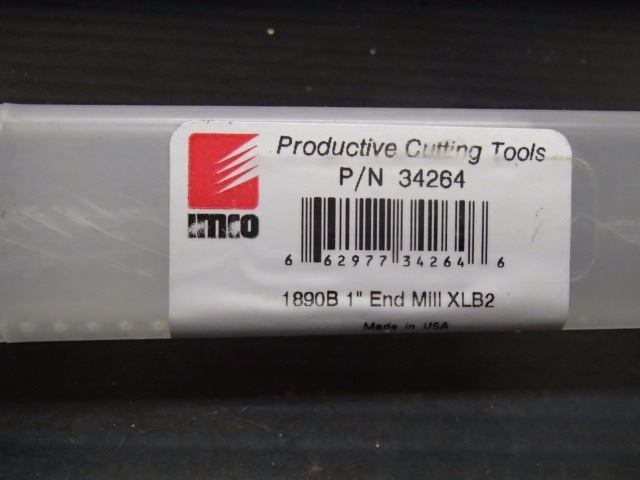 Productive Cutting Tools
P/N 34264
imco
6 62977 34264 6
1890B 1" End Mill XLB2
Made in USA